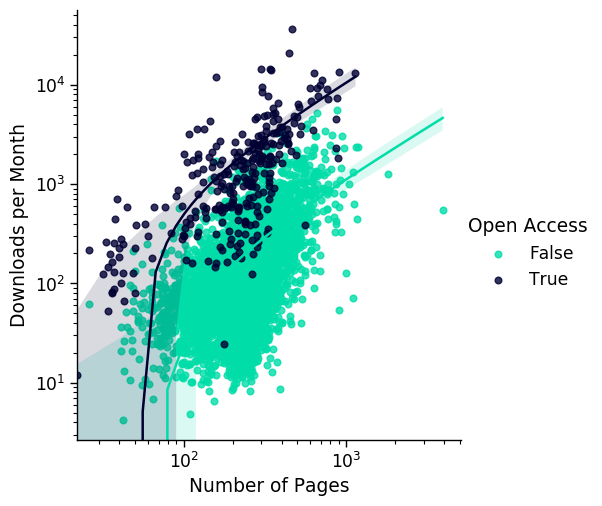 10⁴
10³
10²
10¹
Downloads per Month
10²
10³
Number of Pages
Open Access
False
True